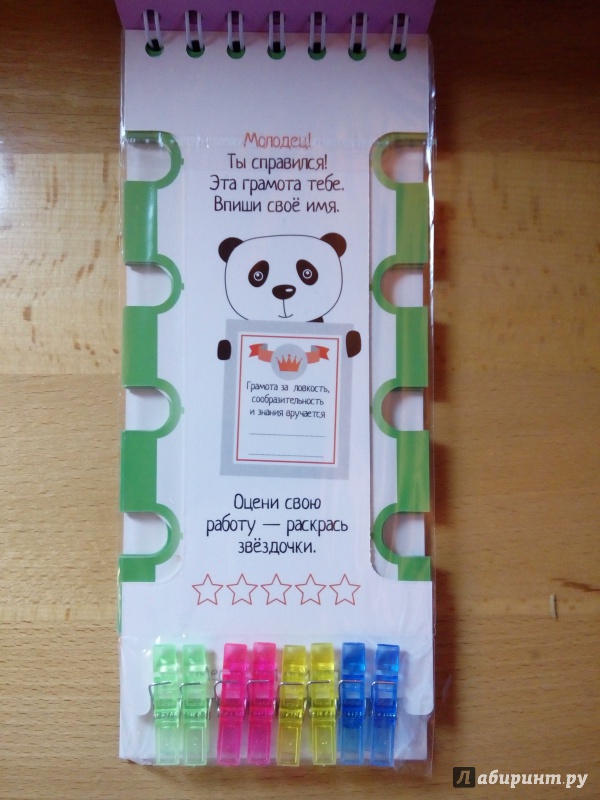 Молодец!
Ты справился!
Эта грамота тебе.
Впиши своё имя.
Грамота за ловкость,
сообразительность
и знания вручается
Оцени свою
работу — раскрась
звёздочки.
Лабиринт.ру